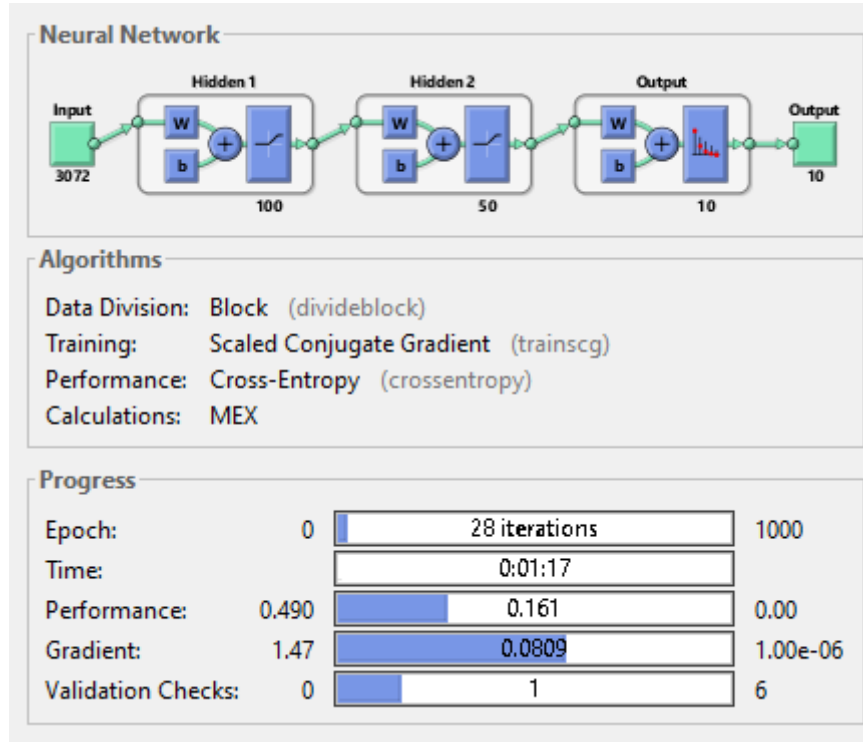 Neural Network
Hidden 1 Hidden 2 Output
Input Output
W W W
+ + +
b b b
3072 10
100 50 10
Algorithms
Data Division: Block (divideblock)
Training: Scaled Conjugate Gradient (trainscg)
Performance: Cross-Entropy (crossentropy)
Calculations: MEX
Progress
Epoch: 0 28 iterations 1000
Time: 0:01:17
Performance: 0.490 0.161 0.00
Gradient: 1.47 0.0809 1.00e-06
Validation Checks: 0 1 6